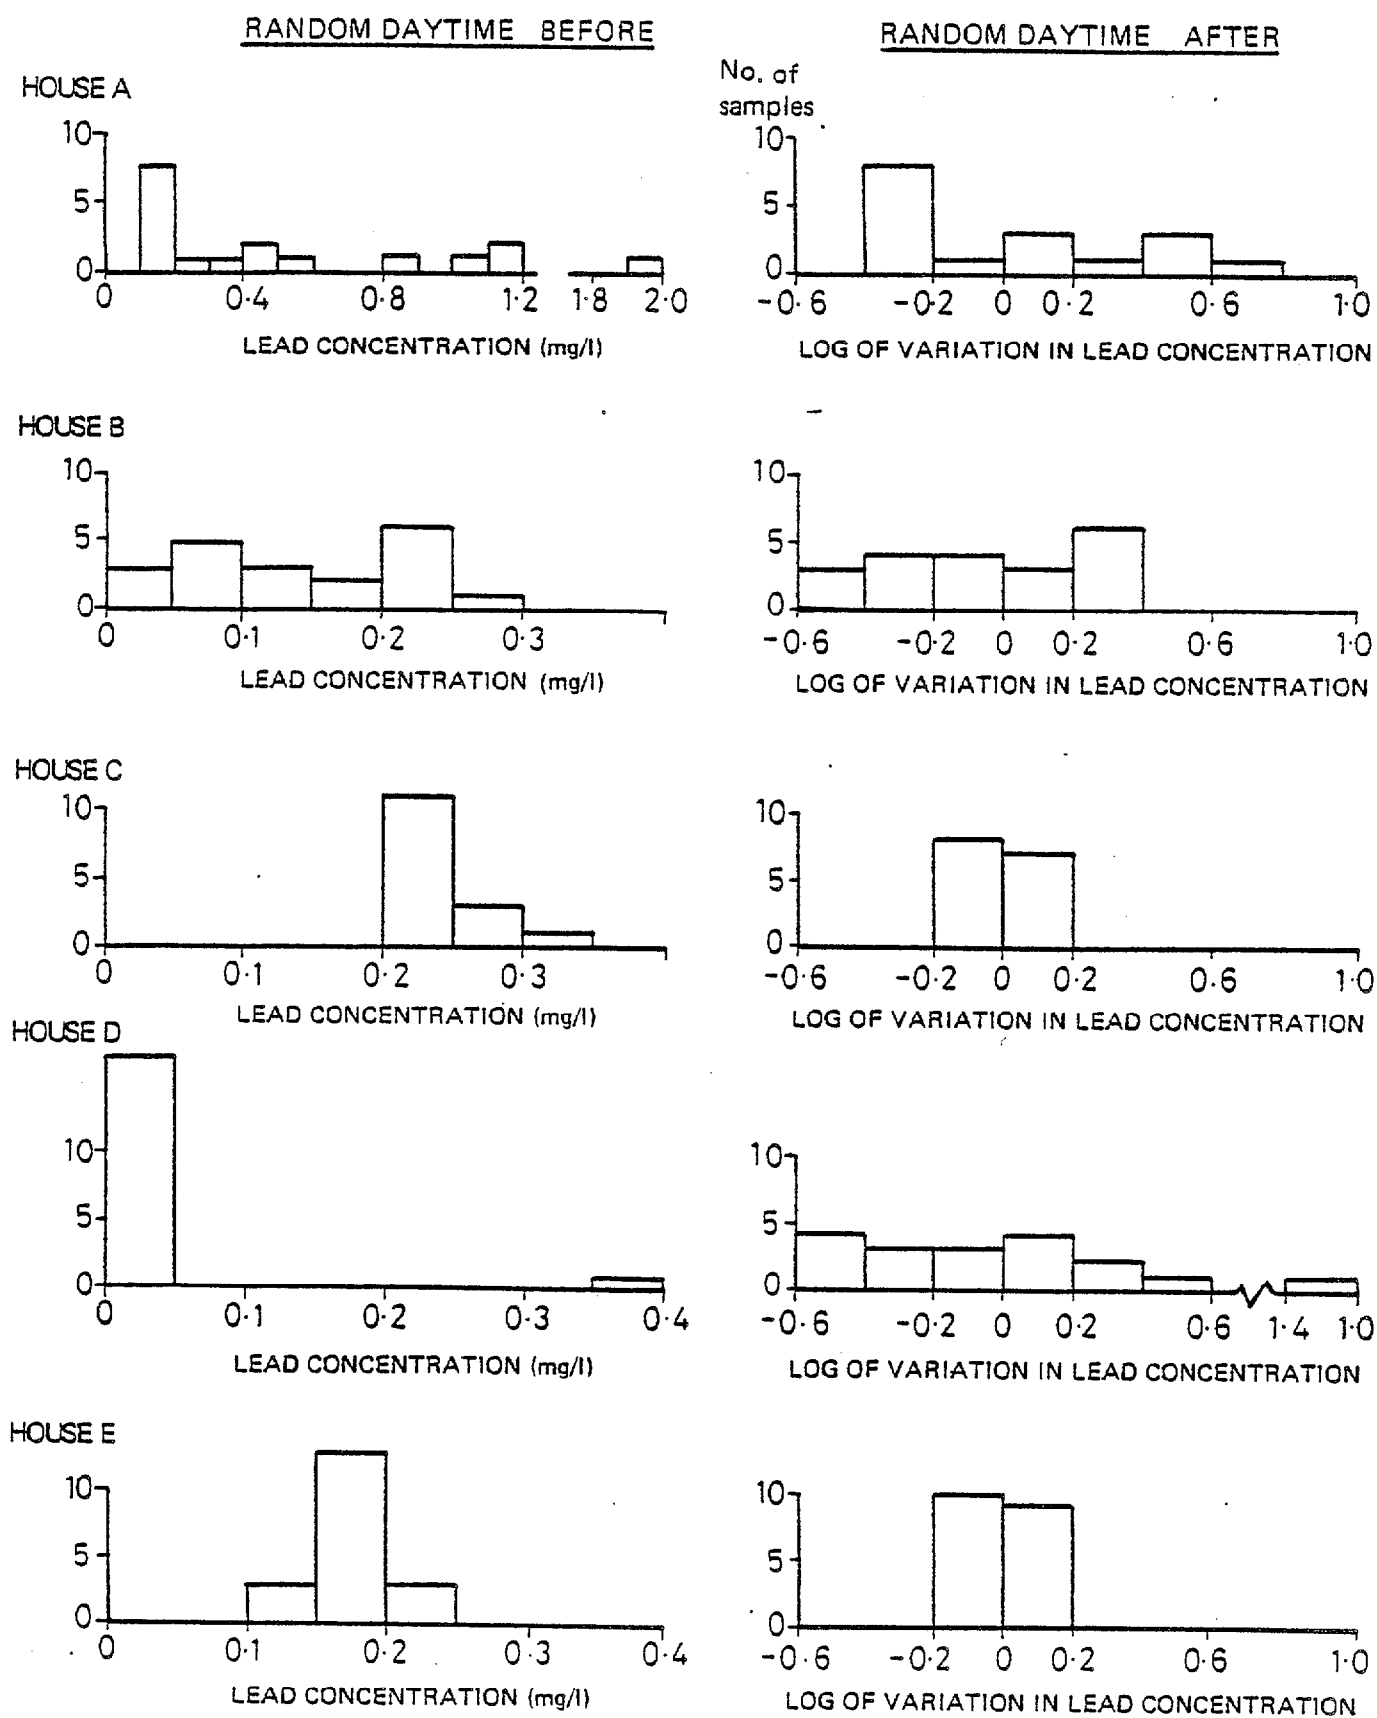 RANDOM DAYTIME BEFORE
RANDOM DAYTIME AFTER
HOUSE A
No. of
samples
10
5
0
0 0·4 0·8 1·2 1·8 2·0
LEAD CONCENTRATION (mg/l)
10
5
0
-0·6 -0·2 0 0·2 0·6 1·0
LOG OF VARIATION IN LEAD CONCENTRATION
HOUSE B
10
5
0
0 0·1 0·2 0·3
LEAD CONCENTRATION (mg/l)
10
5
0
-0·6 -0·2 0 0·2 0·6 1·0
LOG OF VARIATION IN LEAD CONCENTRATION
HOUSE C
10
5
0
0 0·1 0·2 0·3
LEAD CONCENTRATION (mg/l)
10
5
0
-0·6 -0·2 0 0·2 0·6 1·0
LOG OF VARIATION IN LEAD CONCENTRATION
HOUSE D
10
5
0
0 0·1 0·2 0·3 0·4
LEAD CONCENTRATION (mg/l)
10
5
0
-0·6 -0·2 0 0·2 0·6 1·4 1·0
LOG OF VARIATION IN LEAD CONCENTRATION
HOUSE E
10
5
0
0 0·1 0·2 0·3 0·4
LEAD CONCENTRATION (mg/l)
10
5
0
-0·6 -0·2 0 0·2 0·6 1·0
LOG OF VARIATION IN LEAD CONCENTRATION